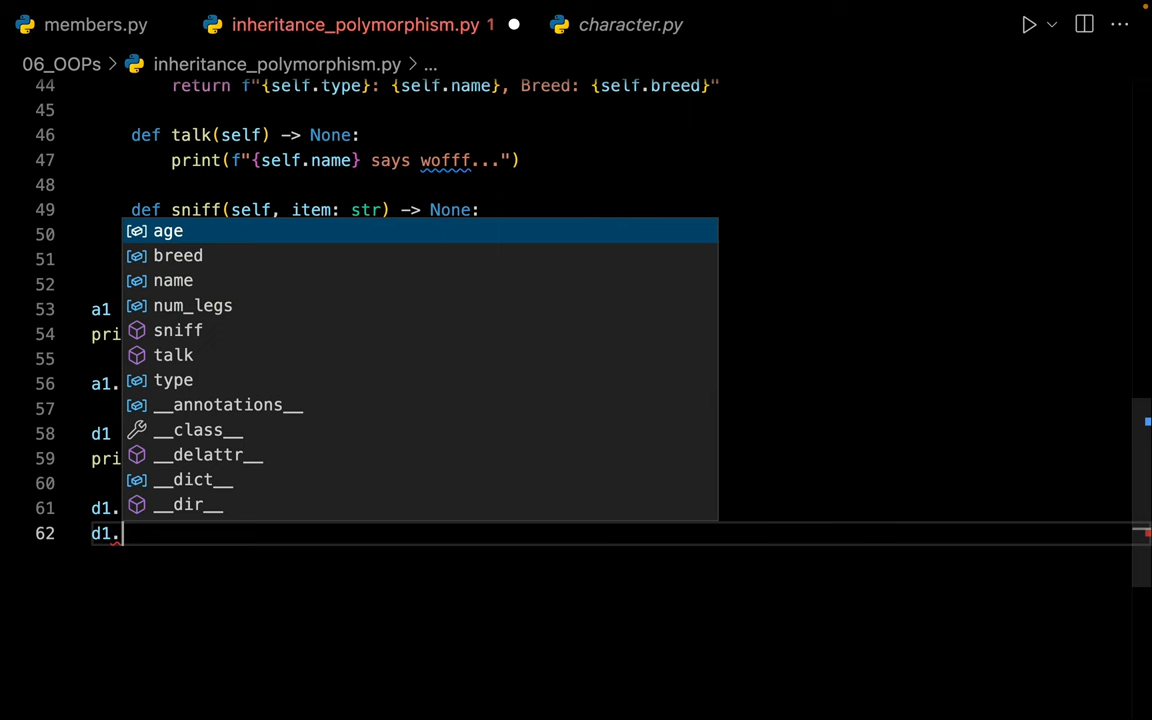 members.py inheritance_polymorphism.py 1 character.py
06_OOPs > inheritance_polymorphism.py > ...
44 return f"{self.type}: {self.name}, Breed: {self.breed}"
45
46 def talk(self) -> None:
47 print(f"{self.name} says wofff...")
48
49 def sniff(self, item: str) -> None:
50 age
51 breed
52 name
53 a1 num_legs
54 pri sniff
55 talk
56 a1. type
57 __annotations__
58 d1 __class__
59 pri __delattr__
60 __dict__
61 d1. __dir__
62 d1.